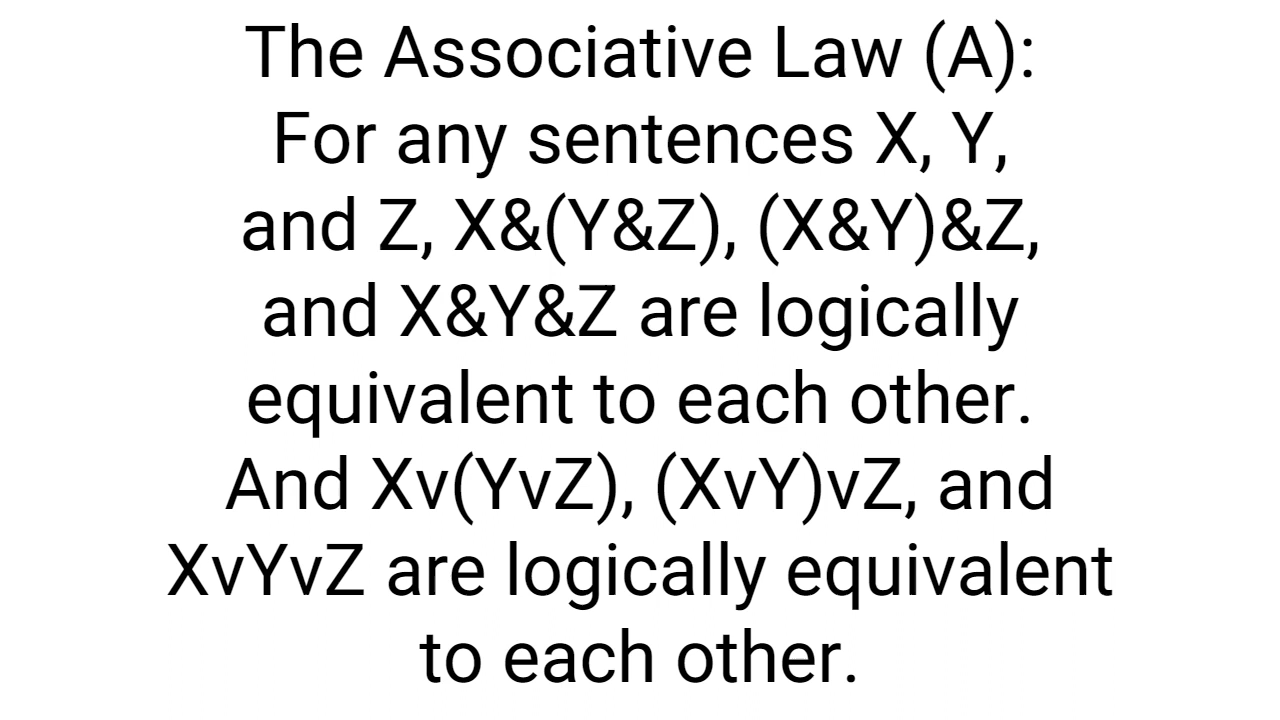 The Associative Law (A):
For any sentences X, Y,
and Z, X&(Y&Z), (X&Y)&Z,
and X&Y&Z are logically
equivalent to each other.
And Xv(YvZ), (XvY)vZ, and
XvYvZ are logically equivalent
to each other.